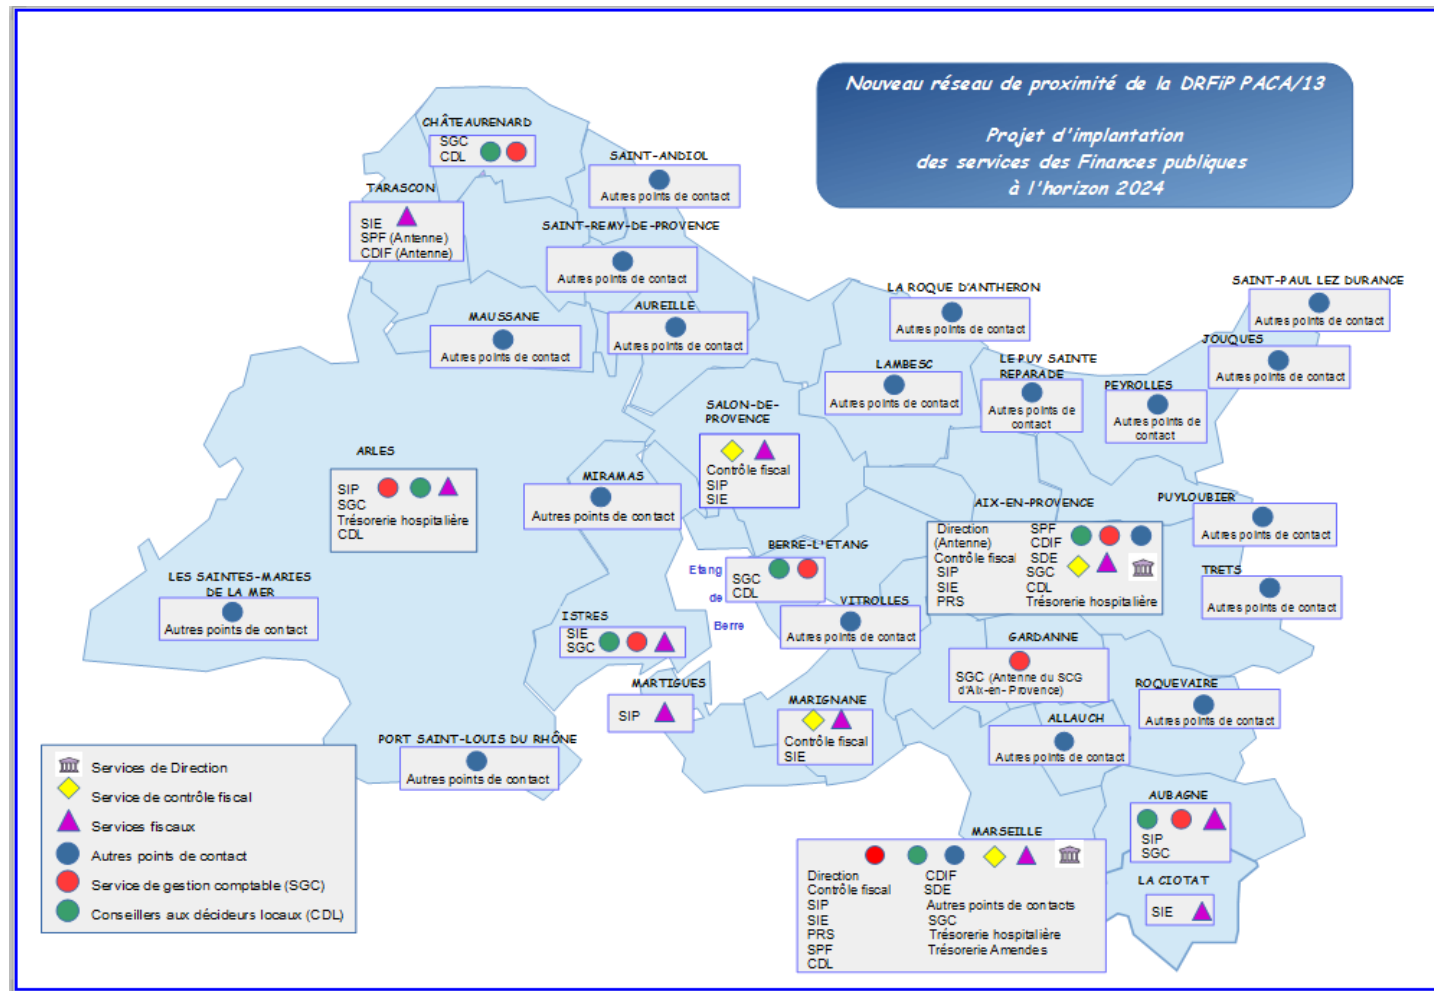 Nouveau réseau de proximité de la DRFiP PACA/13
Projet d'implantation
des services des Finances publiques
à l'horizon 2024
CHÂTEAURENARD
SGC
CDL
SAINT-ANDIOL
Autres points de contact
TARASCON
SIE
SPF (Antenne)
CDIF (Antenne)
SAINT-REMY-DE-PROVENCE
Autres points de contact
MAUSSANE
Autres points de contact
AUREILLE
Autres points de contact
LA ROQUE D'ANTHERON
Autres points de contact
SAINT-PAUL LEZ DURANCE
Autres points de contact
JOUQUES
Autres points de contact
LAMBESC
Autres points de contact
LE PUY SAINTE
REPARADE
Autres points de
contact
PEYROLLES
Autres points de
contact
SALON-DE-
PROVENCE
Contrôle fiscal
SIP
SIE
ARLES
SIP
SGC
Trésorerie hospitalière
CDL
MIRAMAS
Autres points de contact
AIX-EN-PROVENCE
Direction
(Antenne)
Contrôle fiscal
SIP
SIE
PRS
SPF
CDIF
SDE
SGC
CDL
Trésorerie hospitalière
PUYLOUBIER
Autres points de contact
TRETS
Autres points de contact
BERRE-L'ETANG
SGC
CDL
Etang
de
Berre
VITROLLES
Autres points de contact
LES SAINTES-MARIES
DE LA MER
Autres points de contact
ISTRES
SIE
SGC
GARDANNE
SGC (Antenne du SCG
d'Aix-en- Provence)
MARTIGUES
SIP
MARIGNANE
Contrôle fiscal
SIE
ROQUEVAIRE
Autres points de contact
ALLAUCH
Autres points de contact
PORT SAINT-LOUIS DU RHÔNE
Autres points de contact
AUBAGNE
SIP
SGC
MARSEILLE
Direction
Contrôle fiscal
SIP
SIE
PRS
SPF
CDL
CDIF
SDE
Autres points de contacts
SGC
Trésorerie hospitalière
Trésorerie Amendes
LA CIOTAT
SIE
Services de Direction
Service de contrôle fiscal
Services fiscaux
Autres points de contact
Service de gestion comptable (SGC)
Conseillers aux décideurs locaux (CDL)